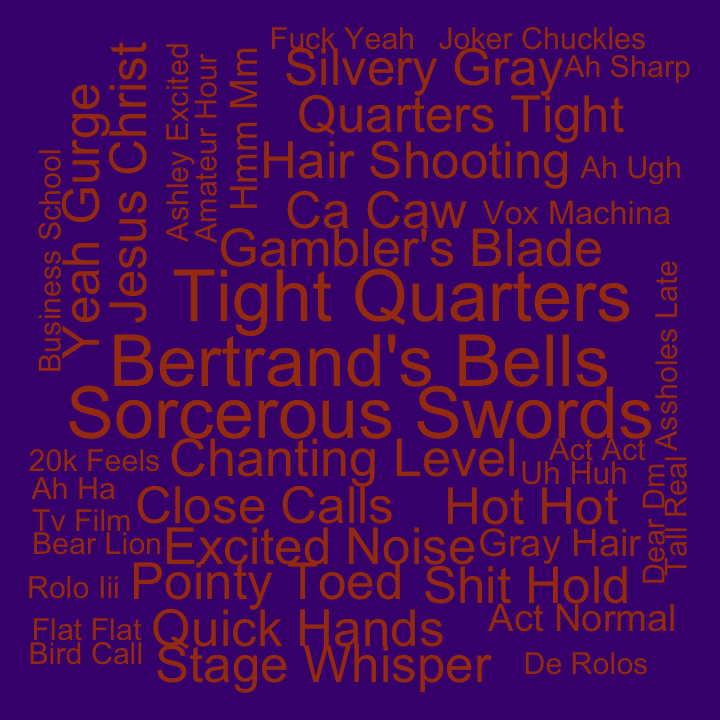 Fuck Yeah
Joker Chuckles
Silvery Gray
Ah Sharp
Quarters Tight
Hair Shooting
Ah Ugh
Ca Caw
Vox Machina
Gambler's Blade
Tight Quarters
Bertrand's Bells
Sorcerous Swords
Business School
Yeah Gurge
Jesus Christ
Ashley Excited
Amateur Hour
Hmm Mm
Assholes Late
20k Feels
Chanting Level
Act Act
Uh Huh
Ah Ha
Close Calls
Hot Hot
Tv Film
Bear Lion
Excited Noise
Gray Hair
Dear Dm
Tall Real
Rolo Iii
Pointy Toed
Shit Hold
Flat Flat
Quick Hands
Act Normal
Bird Call
Stage Whisper
De Rolos